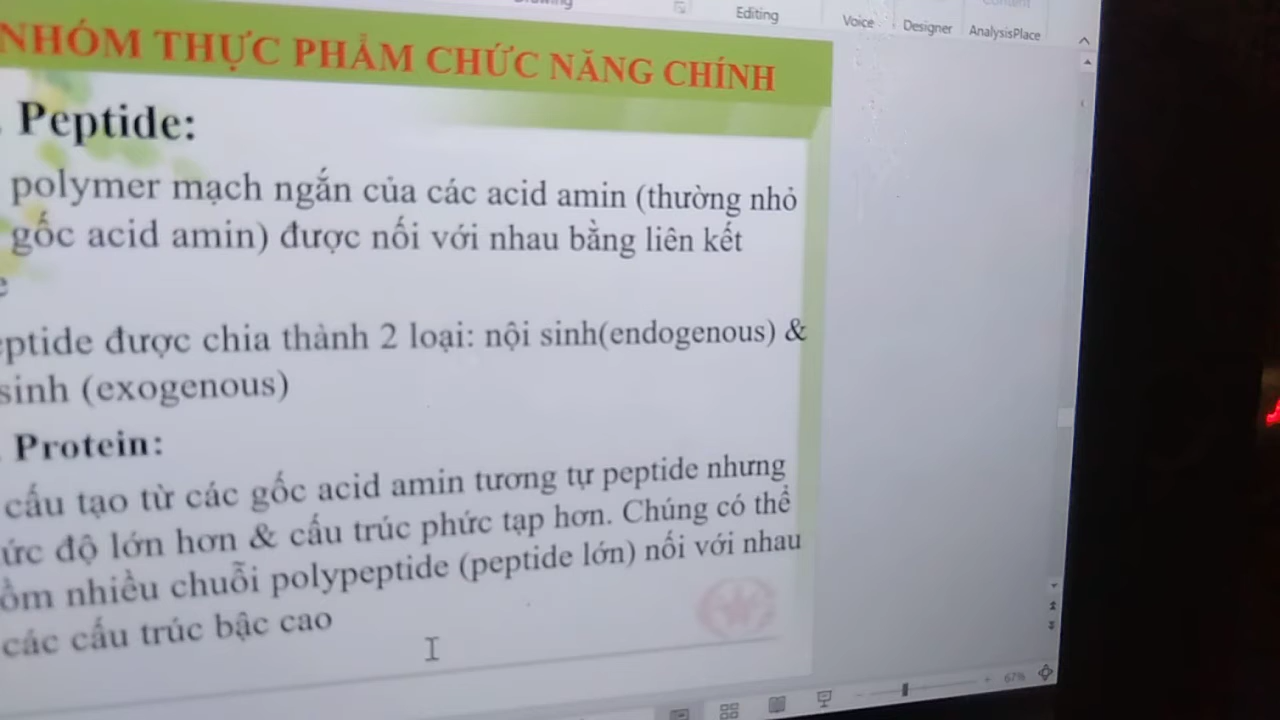 Editing
Voice
Designer
AnalysisPlace
NHÓM THỰC PHẨM CHỨC NĂNG CHÍNH
Peptide:
polymer mạch ngắn của các acid amin (thường nhỏ
gốc acid amin) được nối với nhau bằng liên kết
e
eptide được chia thành 2 loại: nội sinh(endogenous) &
sinh (exogenous)
Protein:
cấu tạo từ các gốc acid amin tương tự peptide nhưng
ức độ lớn hơn & cấu trúc phức tạp hơn. Chúng có thể
ồm nhiều chuỗi polypeptide (peptide lớn) nối với nhau
các cấu trúc bậc cao
67%